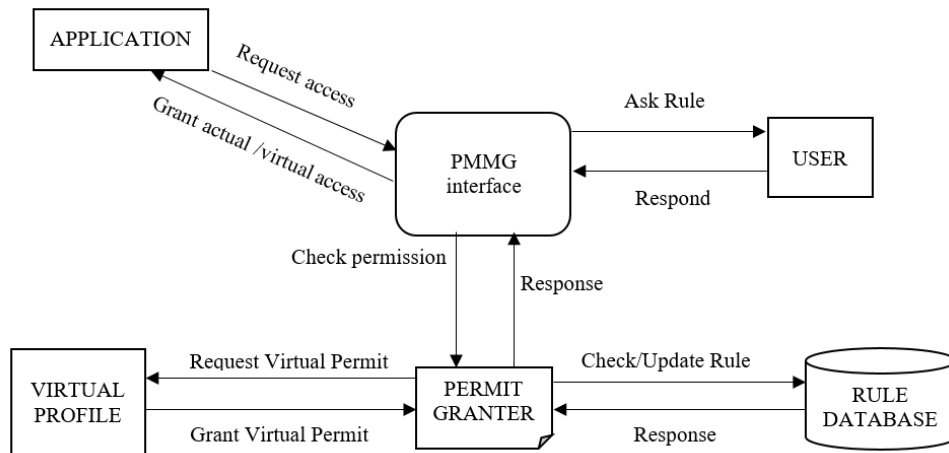 APPLICATION
Request access
Grant actual /virtual access
Ask Rule
PMMG
interface
USER
Respond
Check permission
Response
Request Virtual Permit
Check/Update Rule
VIRTUAL
PROFILE
PERMIT
GRANTER
RULE
DATABASE
Grant Virtual Permit
Response